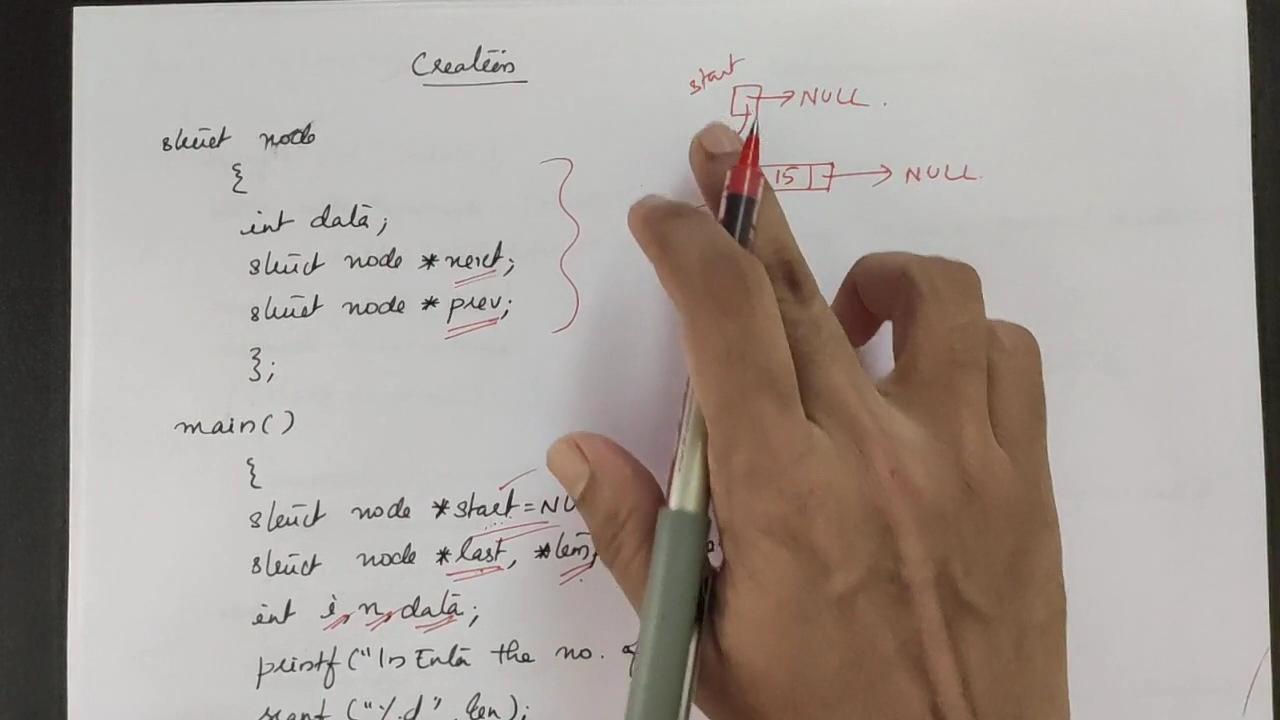 Creation
start
NULL.
struct node
{
15 NULL.
int data;
struct node *next;
struct node *prev;
};
main()
{
struct node *start=NU
struct node *last, *tem
int i, n, data;
printf("\n Enter the no. of
scanf ("%d", &n);